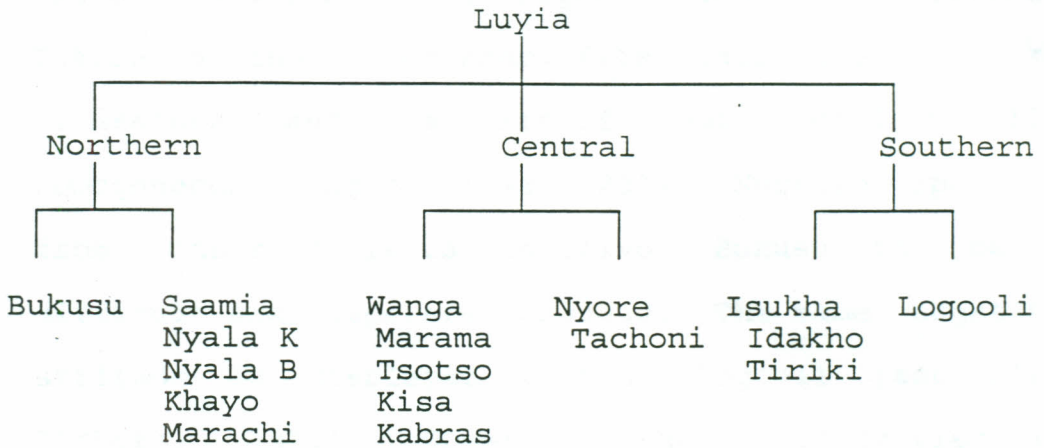 Luyia
Northern Central Southern
Bukusu Saamia Wanga Nyore Isukha Logooli
Nyala K Marama Tachoni Idakho
Nyala B Tsotso Tiriki
Khayo Kisa
Marachi Kabras